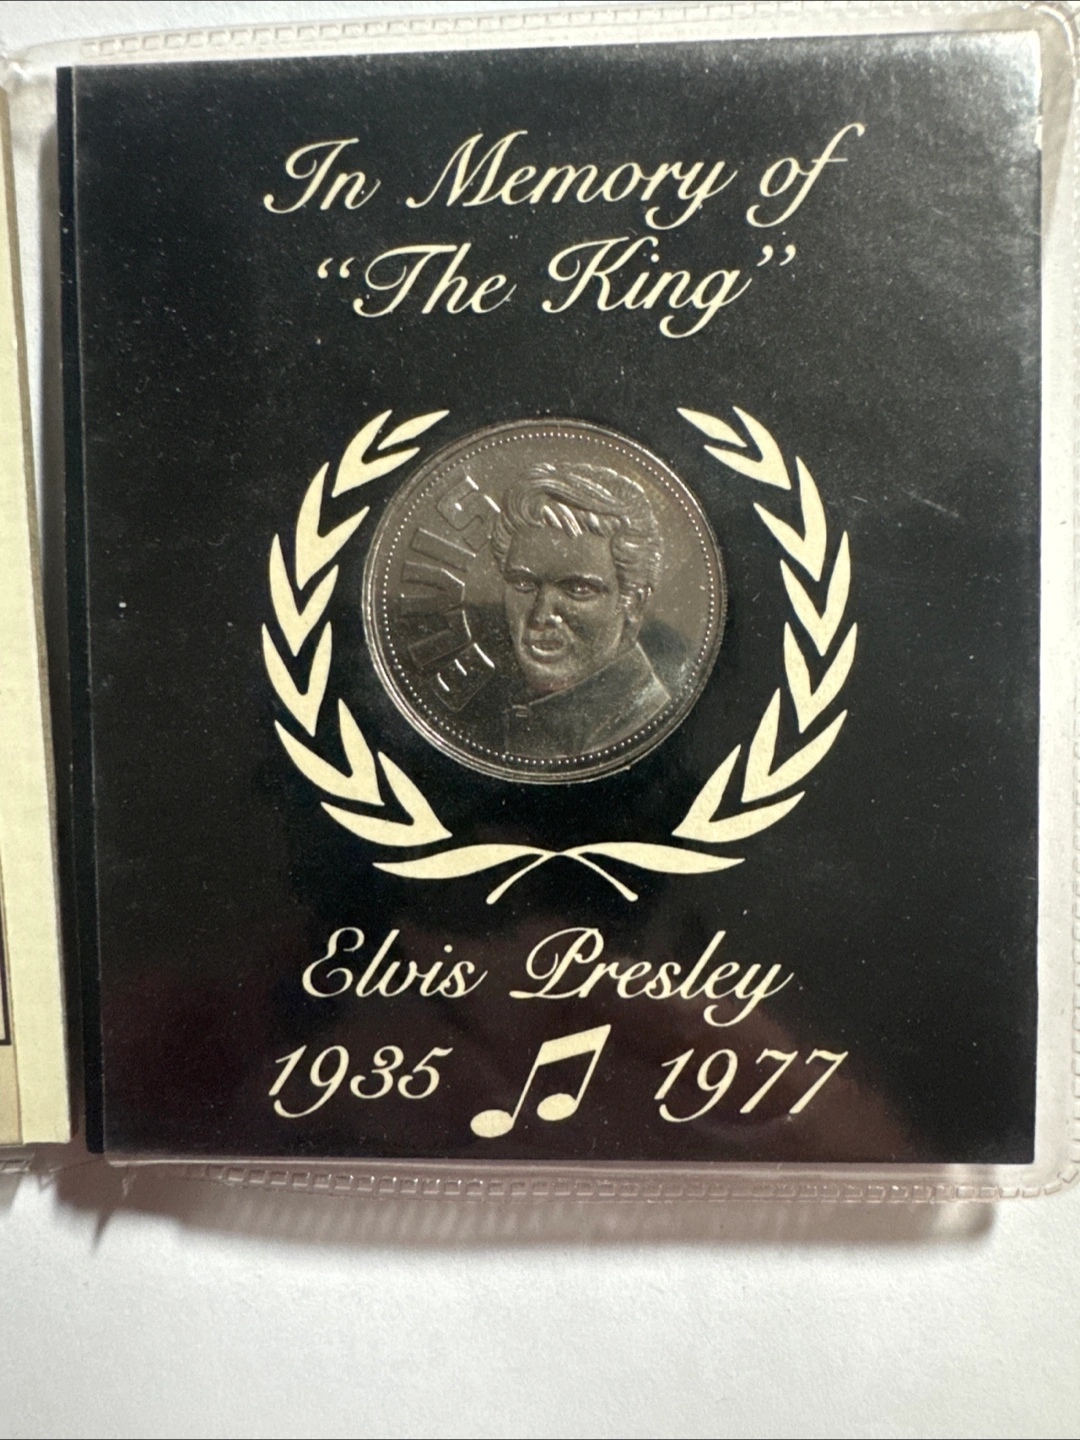 In Memory of
“The King”
ELVIS
Elvis Presley
1935 1977